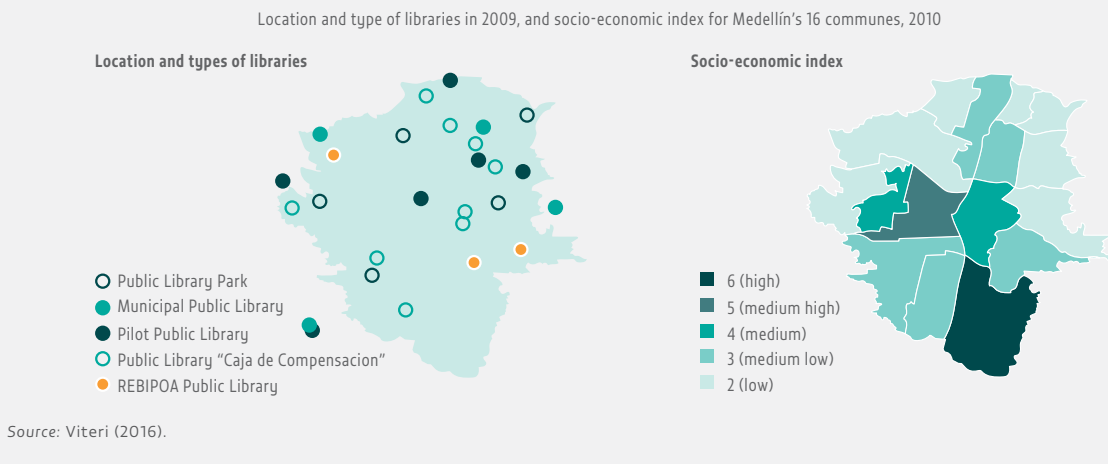 Location and type of libraries in 2009, and socio-economic index for Medellín's 16 communes, 2010
Location and types of libraries
Public Library Park
Municipal Public Library
Pilot Public Library
Public Library “Caja de Compensacion”
REBIPOA Public Library
Socio-economic index
6 (high)
5 (medium high)
4 (medium)
3 (medium low)
2 (low)
Source: Viteri (2016).